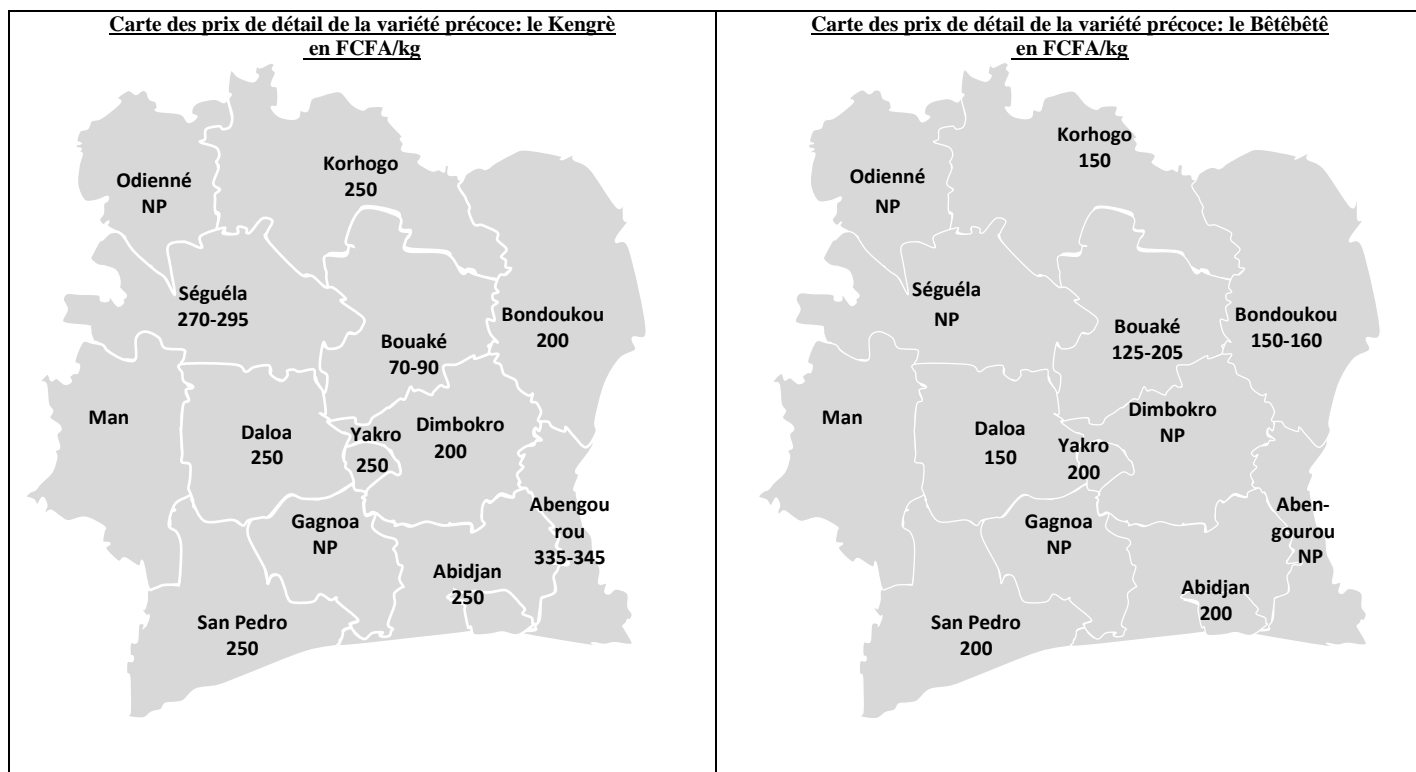 Carte des prix de détail de la variété précoce: le Kengrè
en FCFA/kg
Korhogo
250
Odienné
NP
Séguéla
270-295
Bondoukou
200
Bouaké
70-90
Man
Daloa
250
Yakro
250
Dimbokro
200
Gagnoa
NP
Abengou
rou
335-345
Abidjan
250
San Pedro
250
Carte des prix de détail de la variété précoce: le Bêtêbêtê
en FCFA/kg
Korhogo
150
Odienné
NP
Séguéla
NP
Bouaké
125-205
Bondoukou
150-160
Man
Daloa
150
Yakro
200
Dimbokro
NP
Gagnoa
NP
Aben-
gourou
NP
Abidjan
200
San Pedro
200